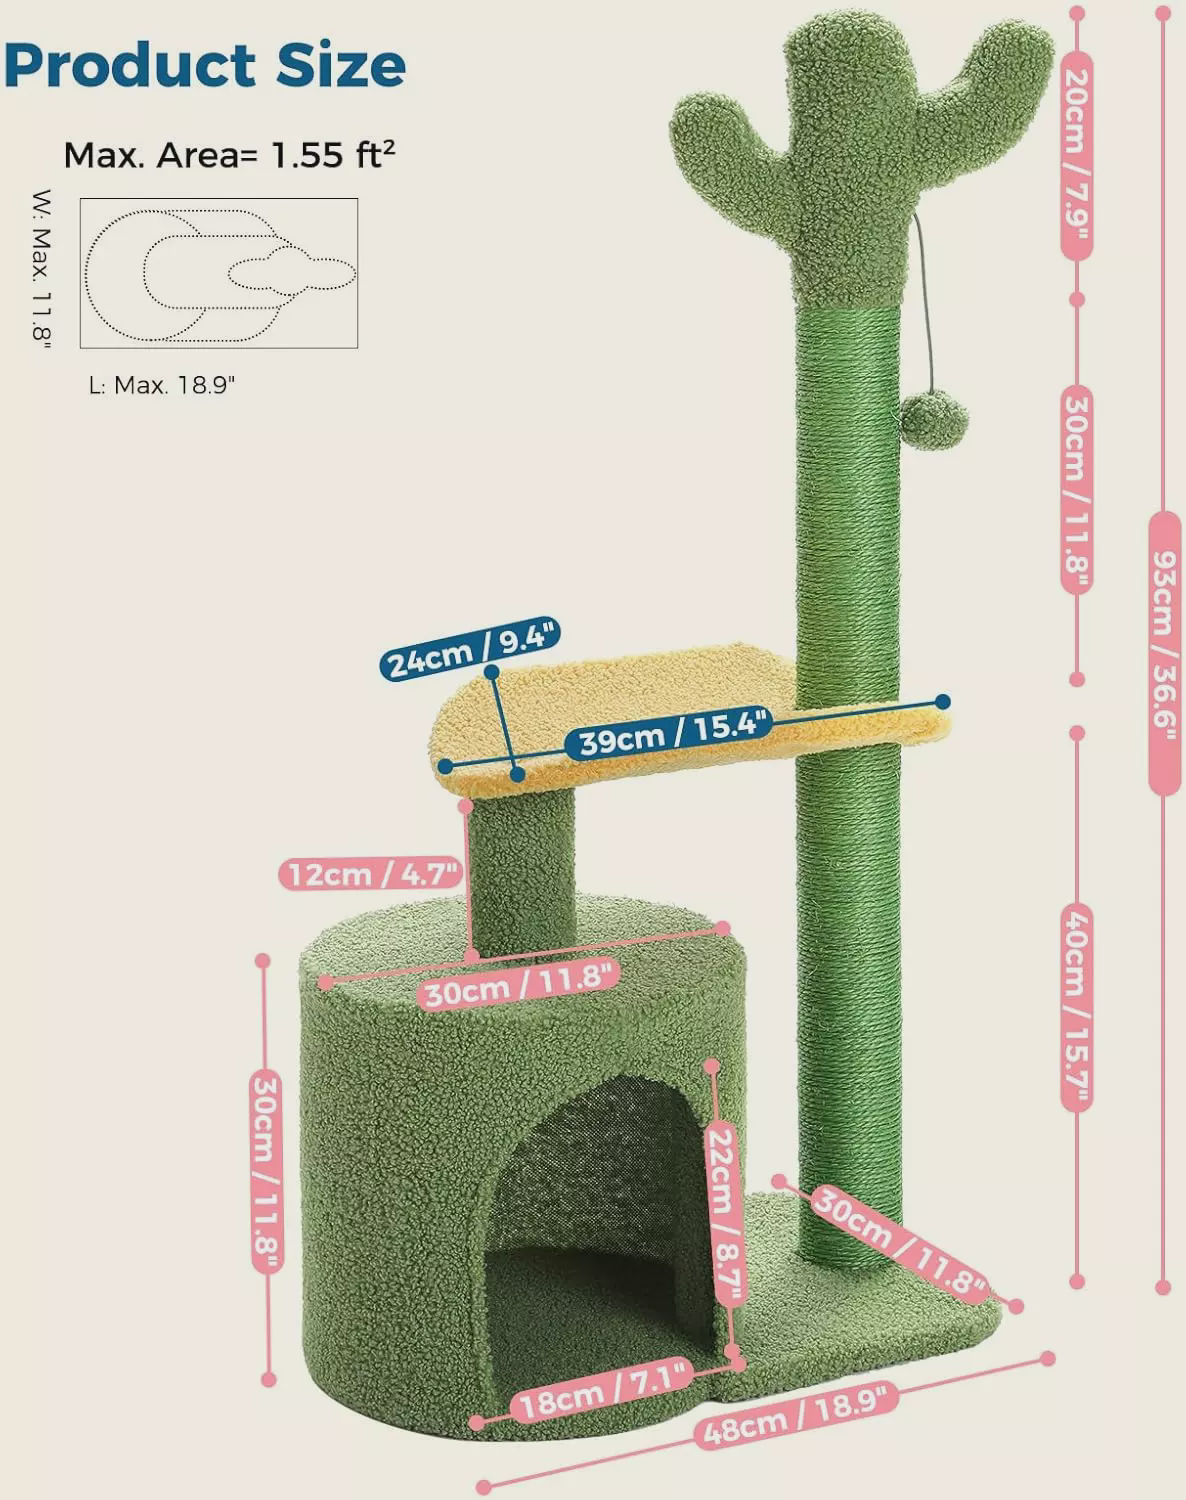 Product Size
Max. Area= 1.55 ft²
W: Max. 11.8"
L: Max. 18.9"
20cm / 7.9"
30cm / 11.8"
93cm / 36.6"
24cm / 9.4"
39cm / 15.4"
12cm / 4.7"
30cm / 11.8"
40cm / 15.7"
30cm / 11.8"
22cm / 8.7"
30cm / 11.8"
18cm / 7.1"
48cm / 18.9"